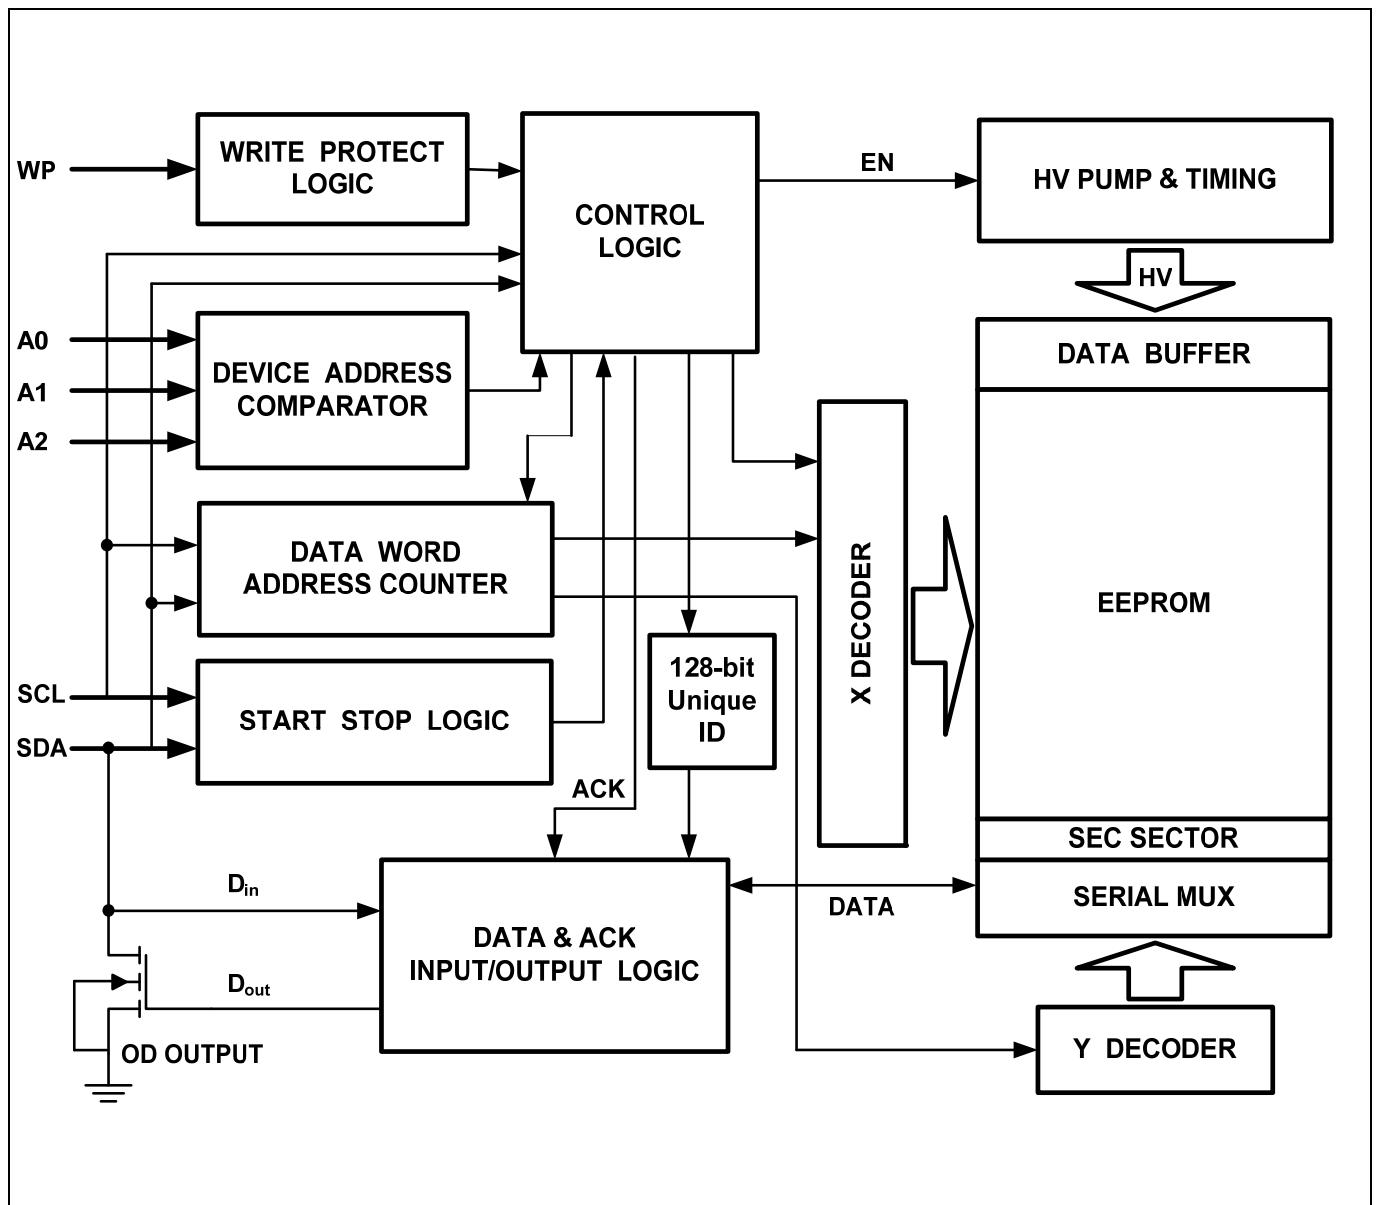 WP
WRITE PROTECT
LOGIC
CONTROL
LOGIC
EN
HV PUMP & TIMING
HV
A0
A1
A2
DEVICE ADDRESS
COMPARATOR
DATA BUFFER
DATA WORD
ADDRESS COUNTER
X DECODER
EEPROM
SCL
SDA
START STOP LOGIC
128-bit
Unique
ID
ACK
SEC SECTOR
SERIAL MUX
Din
DATA & ACK
INPUT/OUTPUT LOGIC
DATA
Dout
OD OUTPUT
Y DECODER